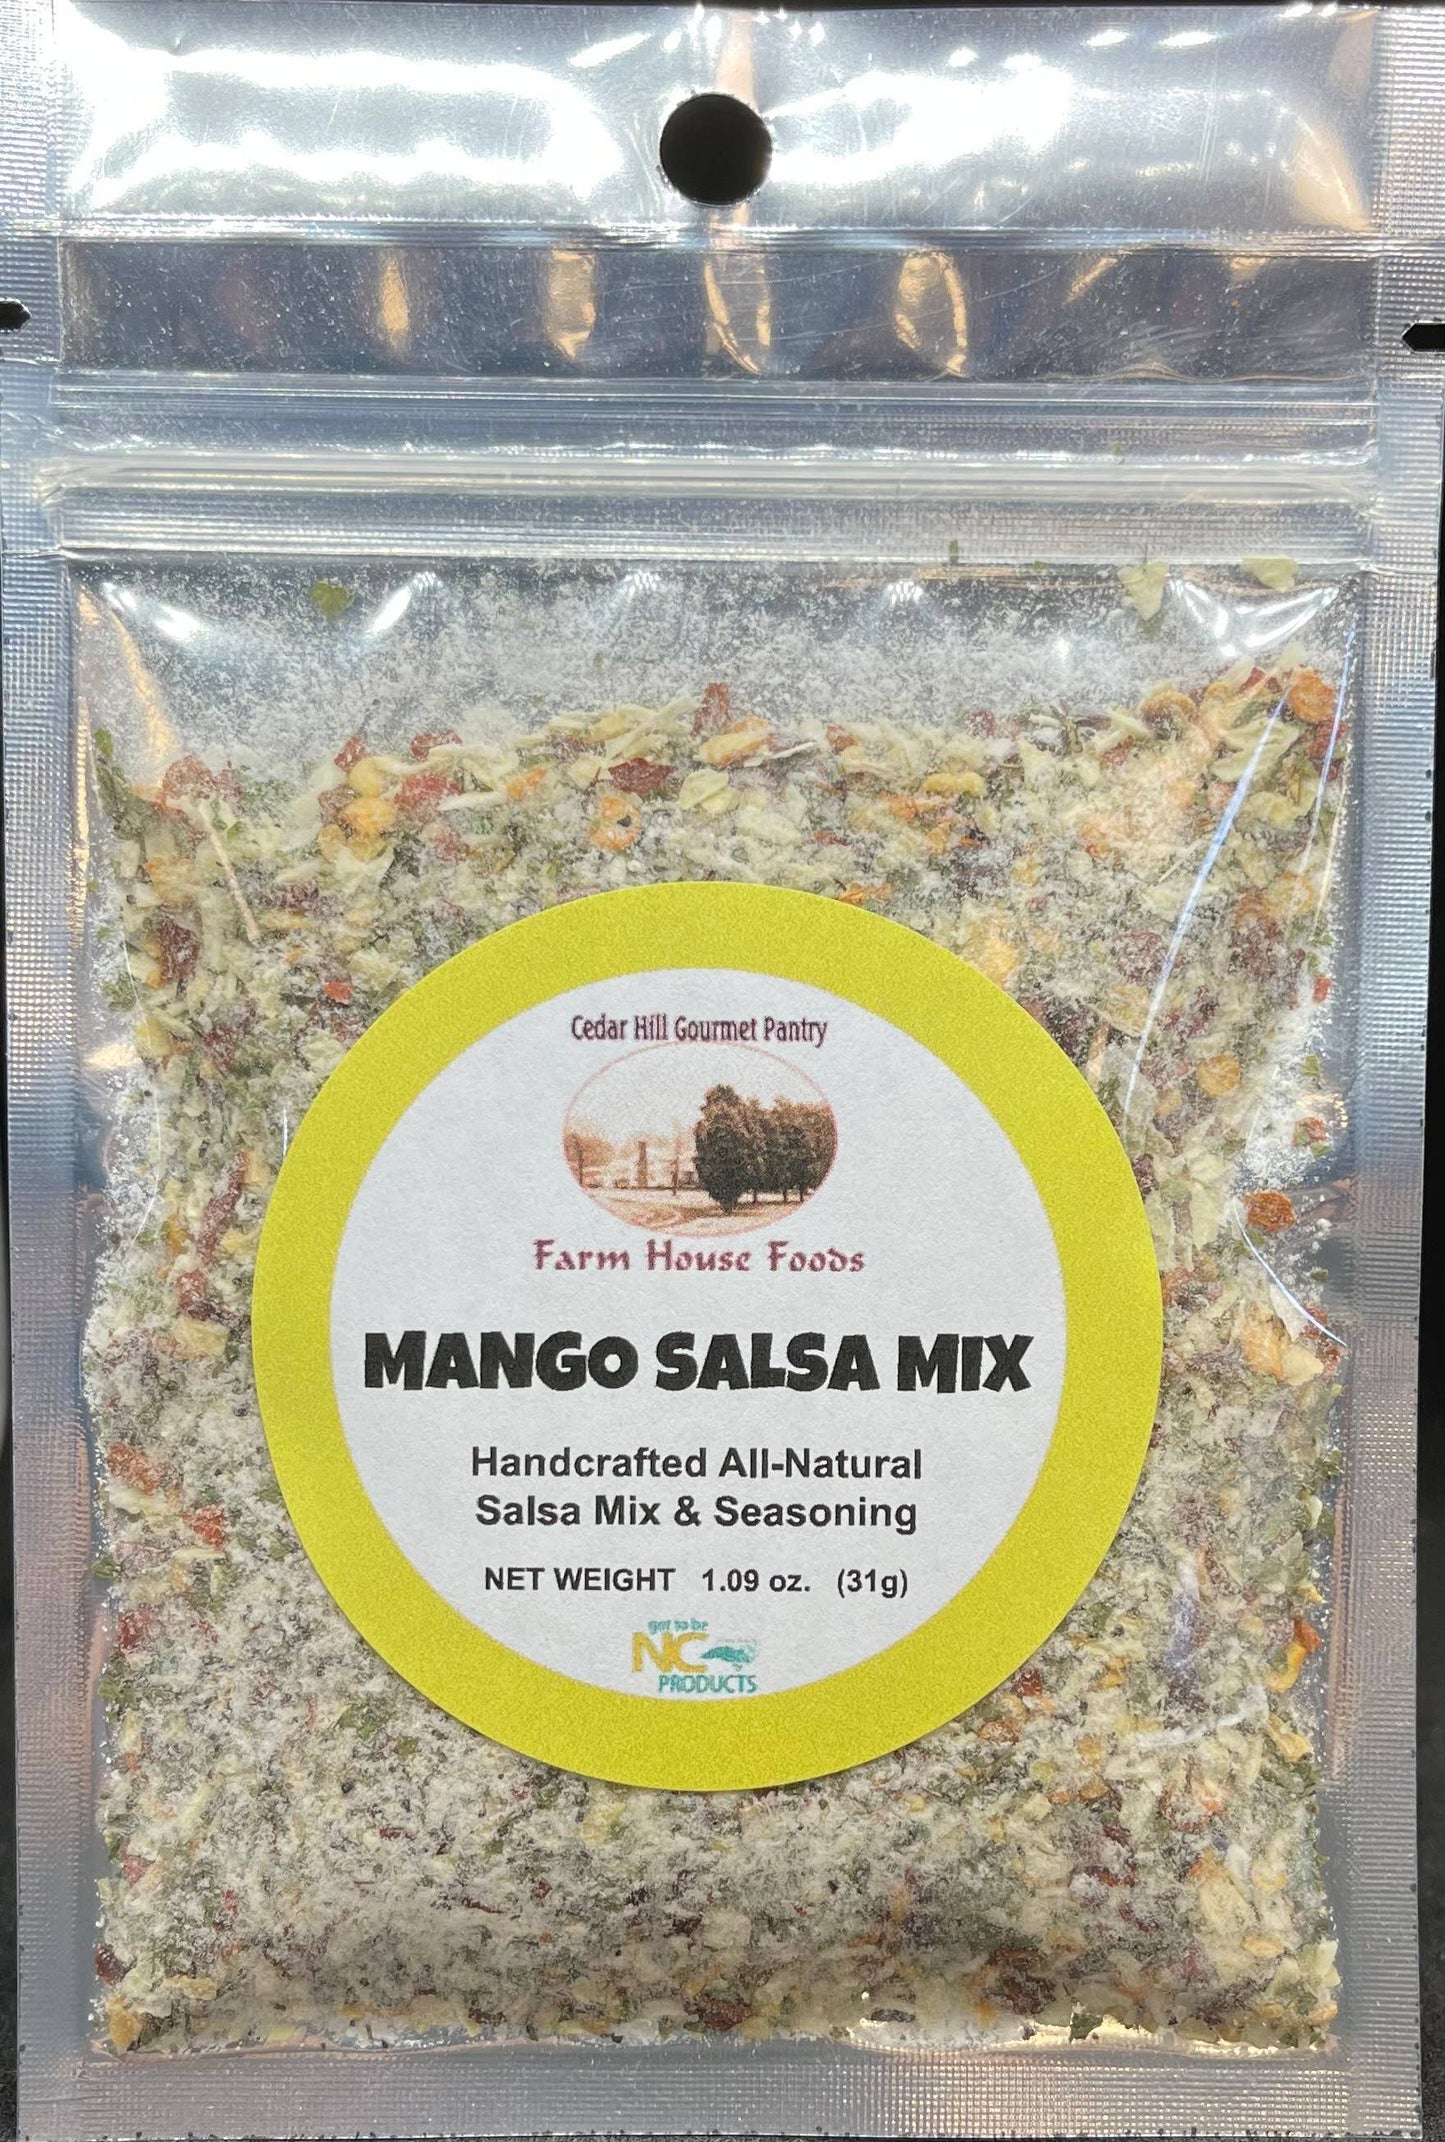 Cedar Hill Gourmet Pantry
Farm House Foods
MANGO SALSA MIX
Handcrafted All-Natural
Salsa Mix & Seasoning
NET WEIGHT 1.09 oz. (31g)
got to be
NC
PRODUCTS